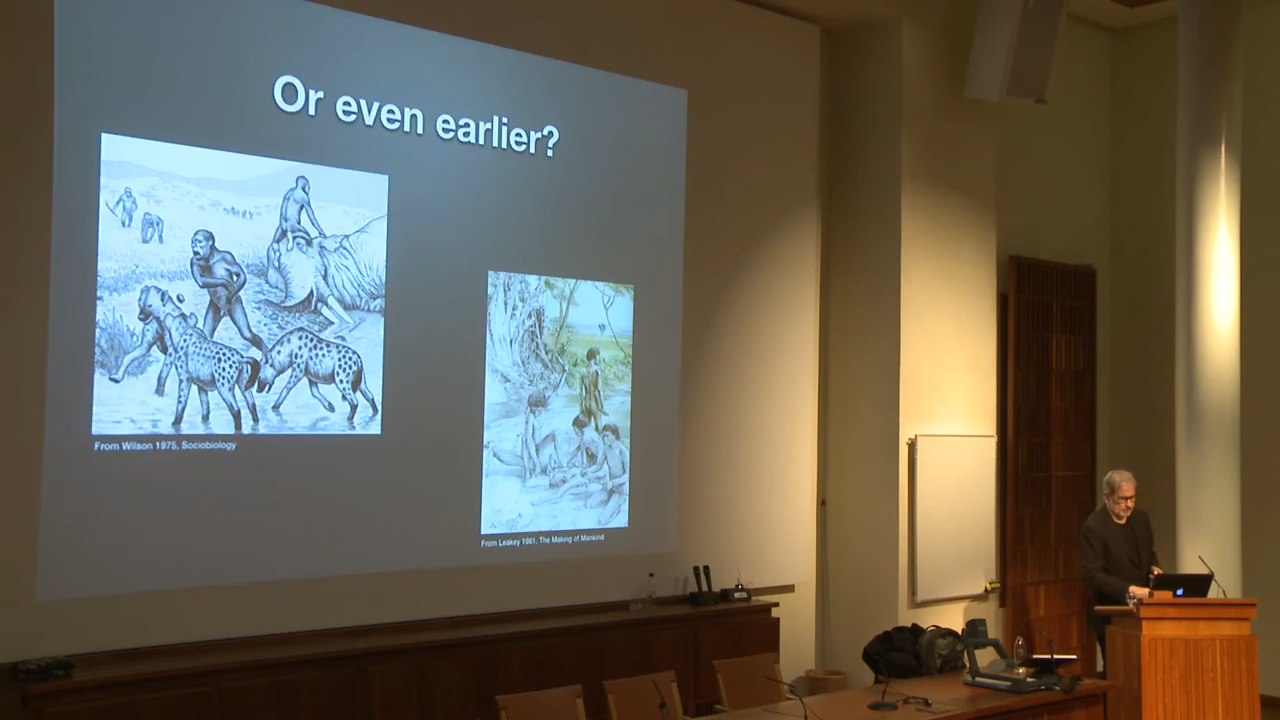 Or even earlier?
From Wilson 1975, Sociobiology
From Leakey 1981, The Making of Mankind